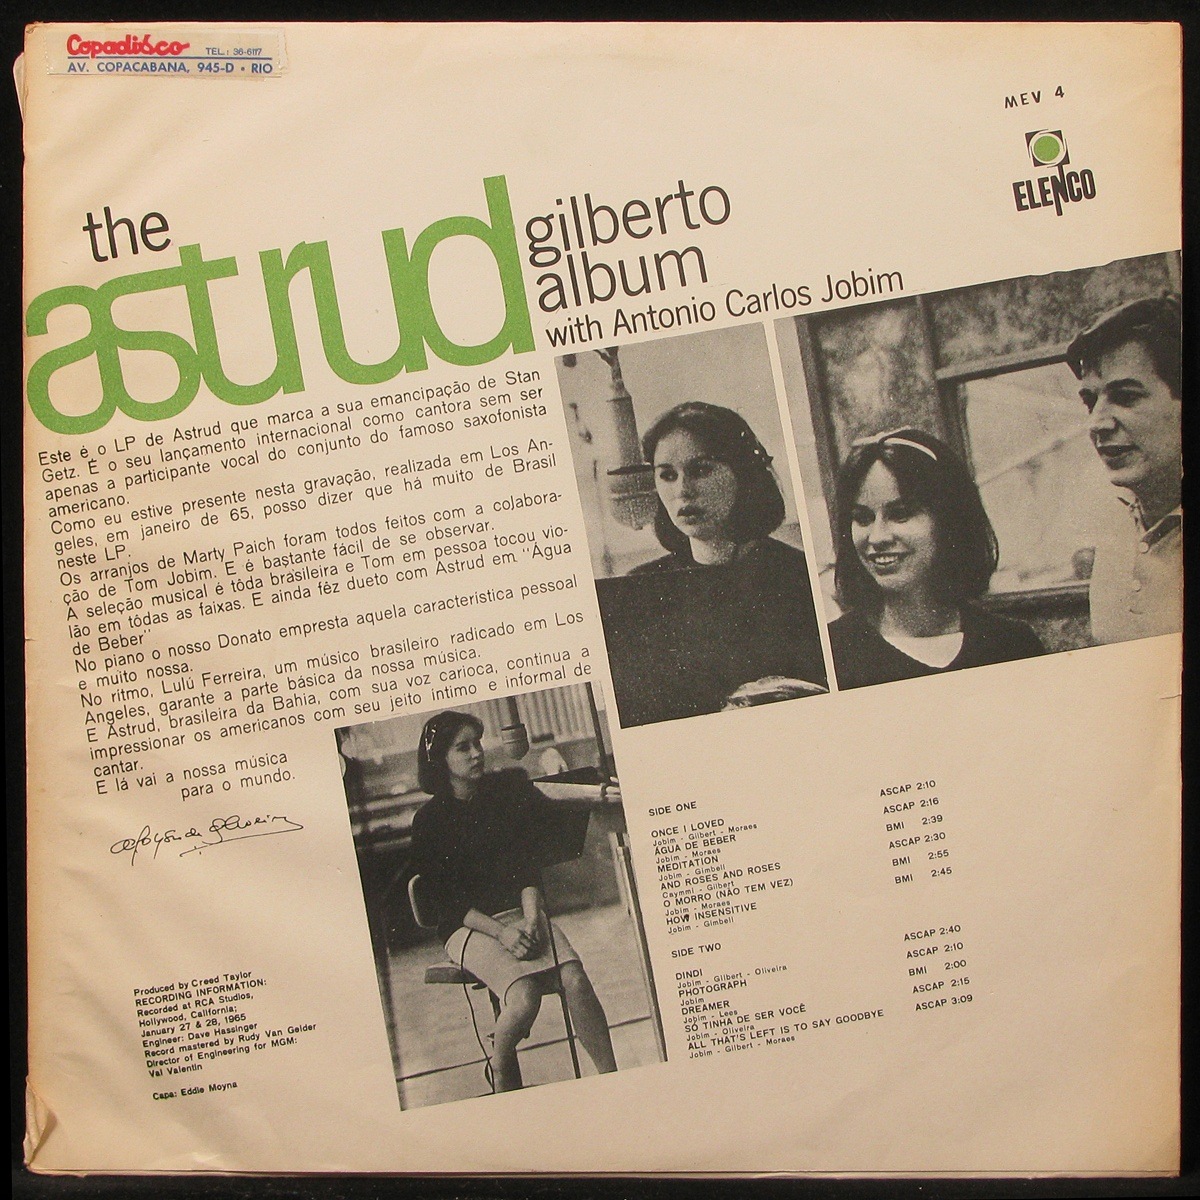 Copadisco
TEL: 36-6117
AV. COPACABANA, 945-D • RIO
MEV 4
ELENCO
the
astrud
gilberto
album
with Antonio Carlos Jobim
Este é o LP de Astrud que marca a sua emancipação de Stan
Getz. É o seu lançamento internacional como cantora sem ser
apenas a participante vocal do conjunto do famoso saxofonista
americano.
Como eu estive presente nesta gravação, realizada em Los An-
geles, em janeiro de 65, posso dizer que há muito de Brasil
neste LP.
Os arranjos de Marty Paich foram todos feitos com a colabora-
ção de Tom Jobim. E é bastante fácil de se observar.
A seleção musical é tôda brasileira e Tom em pessoa tocou vio-
lão em tôdas as faixas. E ainda fêz dueto com Astrud em "Água
de Beber"
No piano o nosso Donato empresta aquela característica pessoal
e muito nossa.
No ritmo, Lulú Ferreira, um músico brasileiro radicado em Los
Angeles, garante a parte básica da nossa música.
E Astrud, brasileira da Bahia, com sua voz carioca, continua a
impressionar os americanos com seu jeito íntimo e informal de
cantar.
E lá vai a nossa música
para o mundo.
Produced by Creed Taylor
RECORDING INFORMATION:
Recorded at RCA Studios,
Hollywood, California;
January 27 & 28, 1965
Engineer: Dave Hassinger
Record mastered by Rudy Van Gelder
Director of Engineering for MGM:
Val Valentin
Capa: Eddie Moyna
SIDE ONE
ONCE I LOVED ASCAP 2:10
Jobim - Gilbert - Moraes
ÁGUA DE BEBER ASCAP 2:16
Jobim - Moraes
MEDITATION BMI 2:39
Jobim - Gimbell
AND ROSES AND ROSES ASCAP 2:30
Caymmi - Gilbert
O MORRO (NÃO TEM VEZ) BMI 2:55
Jobim - Moraes
HOW INSENSITIVE BMI 2:45
Jobim - Gimbell
SIDE TWO
DINDI ASCAP 2:40
Jobim - Gilbert - Oliveira
PHOTOGRAPH ASCAP 2:10
Jobim
DREAMER BMI 2:00
Jobim - Lees
SÓ TINHA DE SER VOCÊ ASCAP 2:15
Jobim - Oliveira
ALL THAT'S LEFT IS TO SAY GOODBYE ASCAP 3:09
Jobim - Gilbert - Moraes